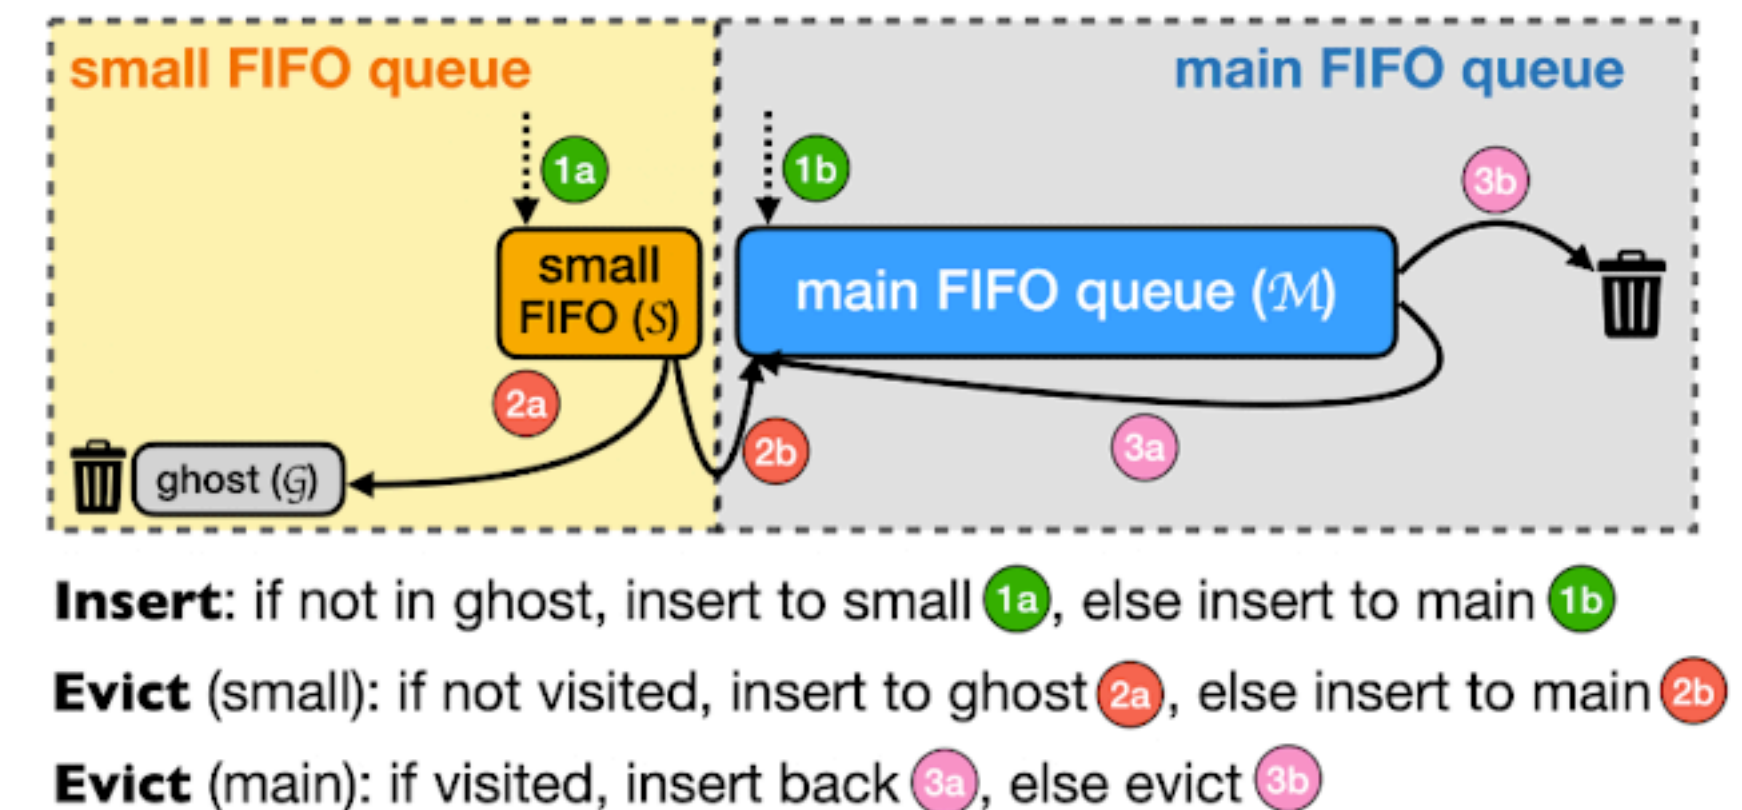 small FIFO queue
main FIFO queue
1a
1b
3b
small
FIFO (S)
main FIFO queue (ℳ)
2a
2b
3a
ghost (𝒢)
Insert: if not in ghost, insert to small 1a, else insert to main 1b
Evict (small): if not visited, insert to ghost 2a, else insert to main 2b
Evict (main): if visited, insert back 3a, else evict 3b